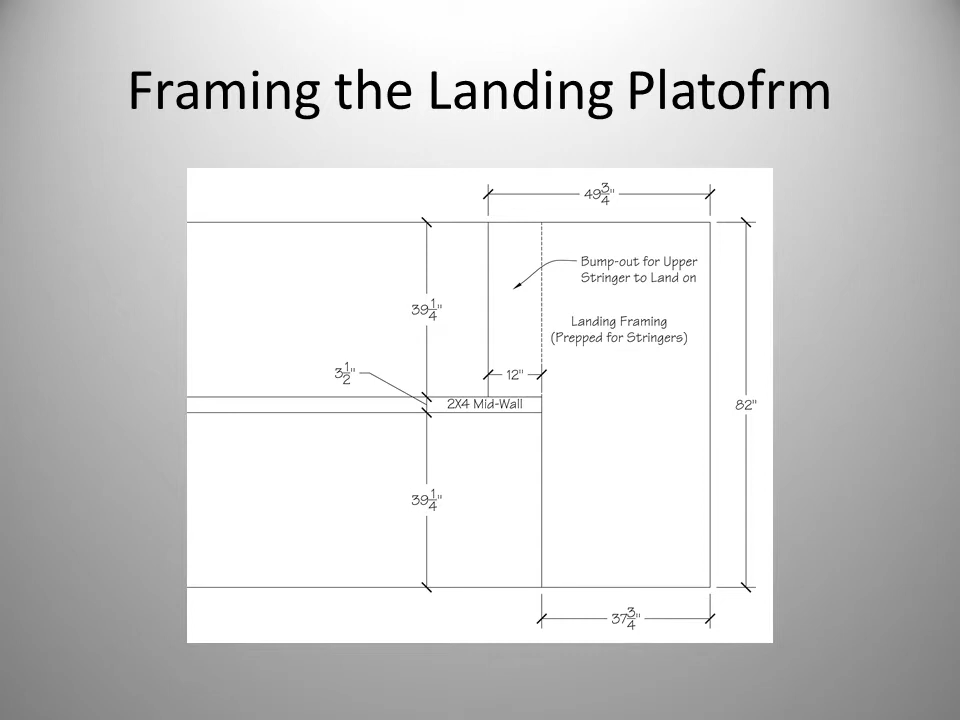 Framing the Landing Platofrm
49 3/4"
Bump-out for Upper
Stringer to Land on
39 1/4"
Landing Framing
(Prepped for Stringers)
3 1/2"
12"
2X4 Mid-Wall
82"
39 1/4"
37 3/4"